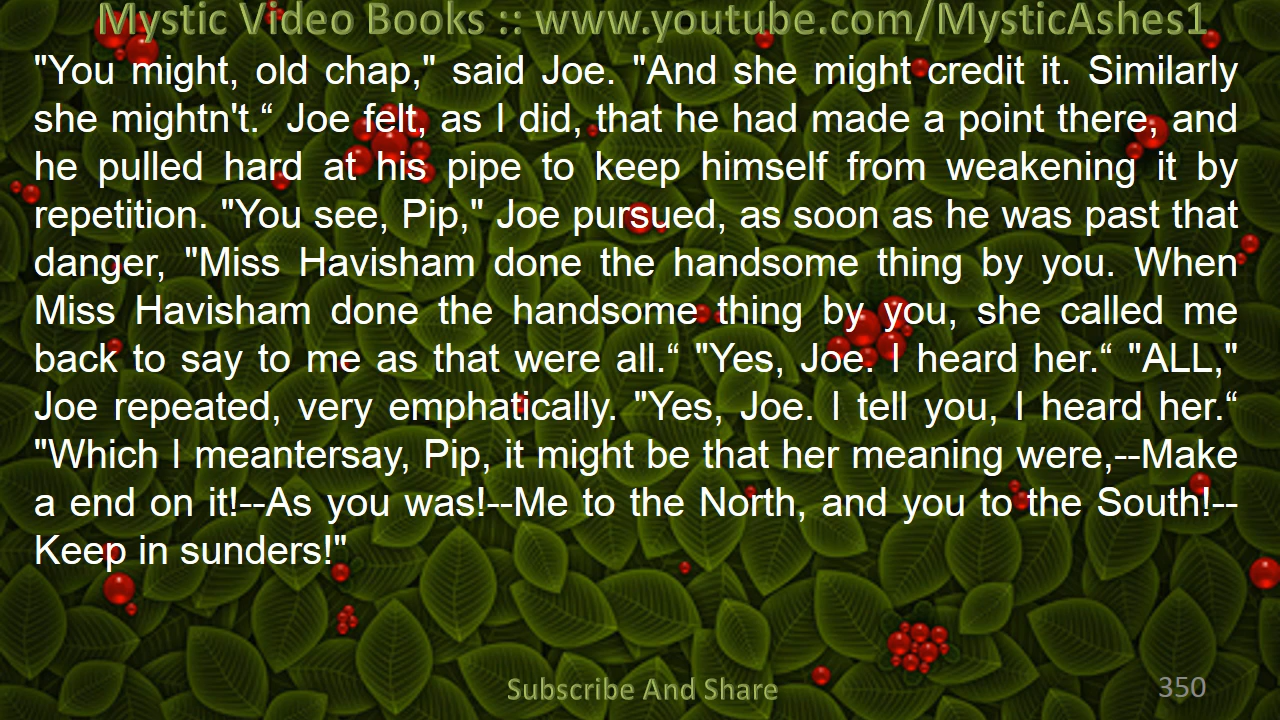 Mystic Video Books :: www.youtube.com/MysticAshes1
"You might, old chap," said Joe. "And she might credit it. Similarly
she mightn't.“ Joe felt, as I did, that he had made a point there, and
he pulled hard at his pipe to keep himself from weakening it by
repetition. "You see, Pip," Joe pursued, as soon as he was past that
danger, "Miss Havisham done the handsome thing by you. When
Miss Havisham done the handsome thing by you, she called me
back to say to me as that were all.“ "Yes, Joe. I heard her.“ "ALL,"
Joe repeated, very emphatically. "Yes, Joe. I tell you, I heard her.“
"Which I meantersay, Pip, it might be that her meaning were,--Make
a end on it!--As you was!--Me to the North, and you to the South!--
Keep in sunders!"
Subscribe And Share
350